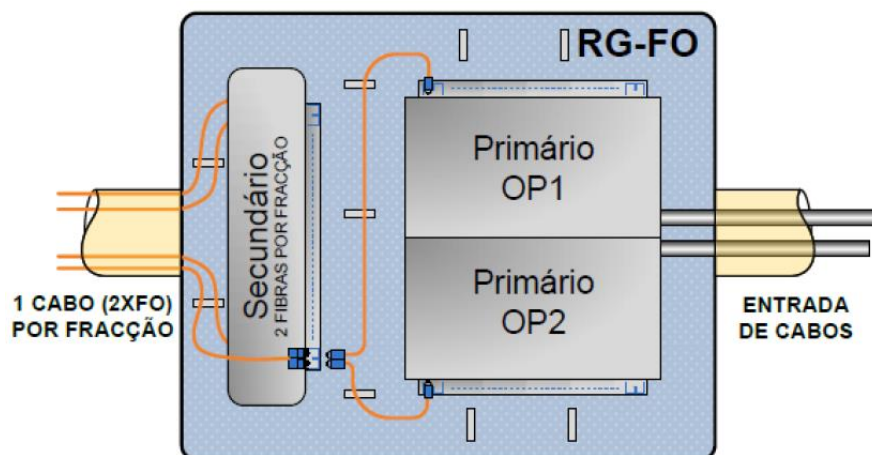 RG-FO
Primário
OP1
Primário
OP2
Secundário
2 FIBRAS POR FRACÇÃO
1 CABO (2XFO)
POR FRACÇÃO
ENTRADA
DE CABOS